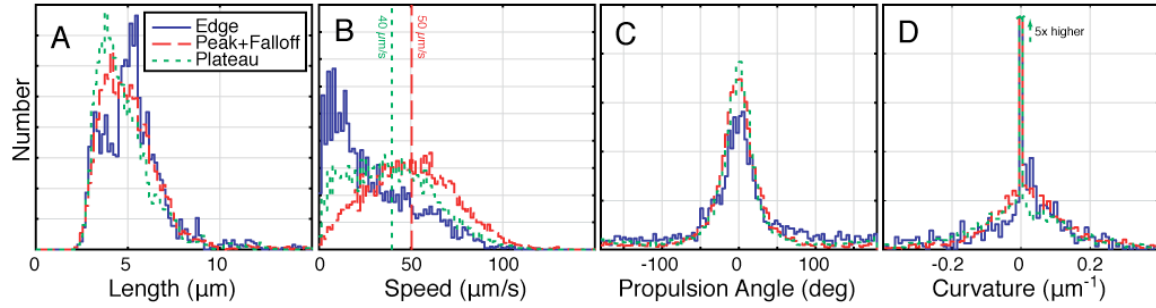 A
Edge
Peak+Falloff
Plateau
B
40 µm/s
50 µm/s
C
D
5x higher
Number
0
5
10
0
50
100
-100
0
100
-0.2
0
0.2
Length (µm)
Speed (µm/s)
Propulsion Angle (deg)
Curvature (µm⁻¹)